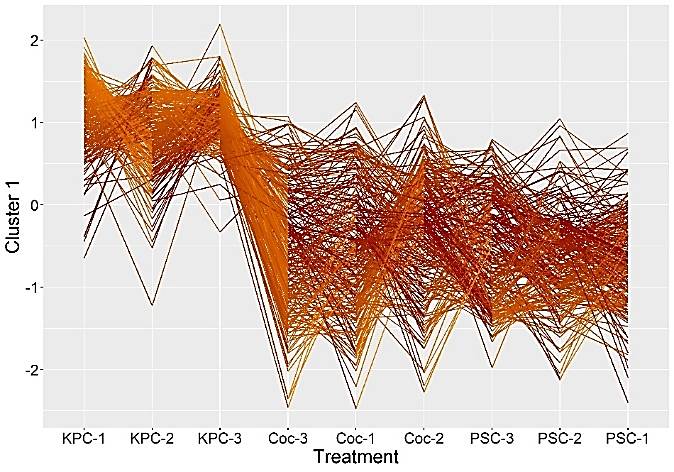 Cluster 1
2
1
0
-1
-2
KPC-1 KPC-2 KPC-3 Coc-3 Coc-1 Coc-2 PSC-3 PSC-2 PSC-1
Treatment